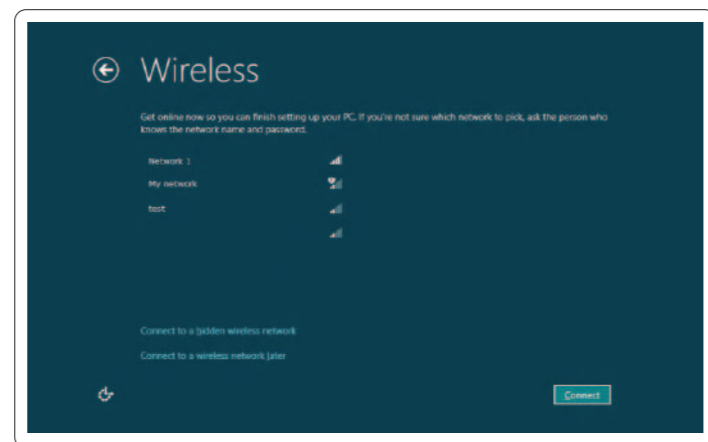 Wireless
Get online now so you can finish setting up your PC. If you're not sure which network to pick, ask the person who
knows the network name and password.
Network 1
My network
test
Connect to a hidden wireless network
Connect to a wireless network later
Connect